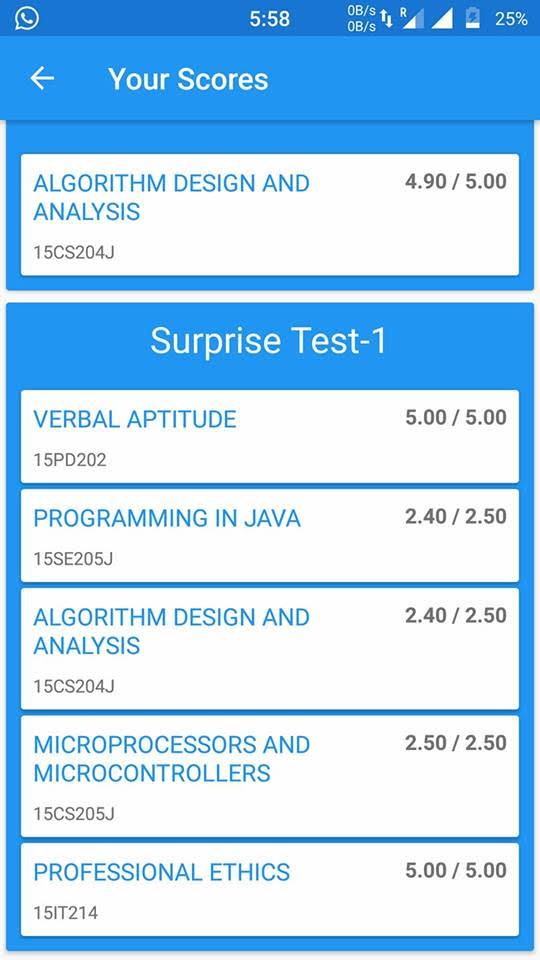 5:58
0B/s
0B/s
R
25%
Your Scores
ALGORITHM DESIGN AND
ANALYSIS
4.90 / 5.00
15CS204J
Surprise Test-1
VERBAL APTITUDE
5.00 / 5.00
15PD202
PROGRAMMING IN JAVA
2.40 / 2.50
15SE205J
ALGORITHM DESIGN AND
ANALYSIS
2.40 / 2.50
15CS204J
MICROPROCESSORS AND
MICROCONTROLLERS
2.50 / 2.50
15CS205J
PROFESSIONAL ETHICS
5.00 / 5.00
15IT214